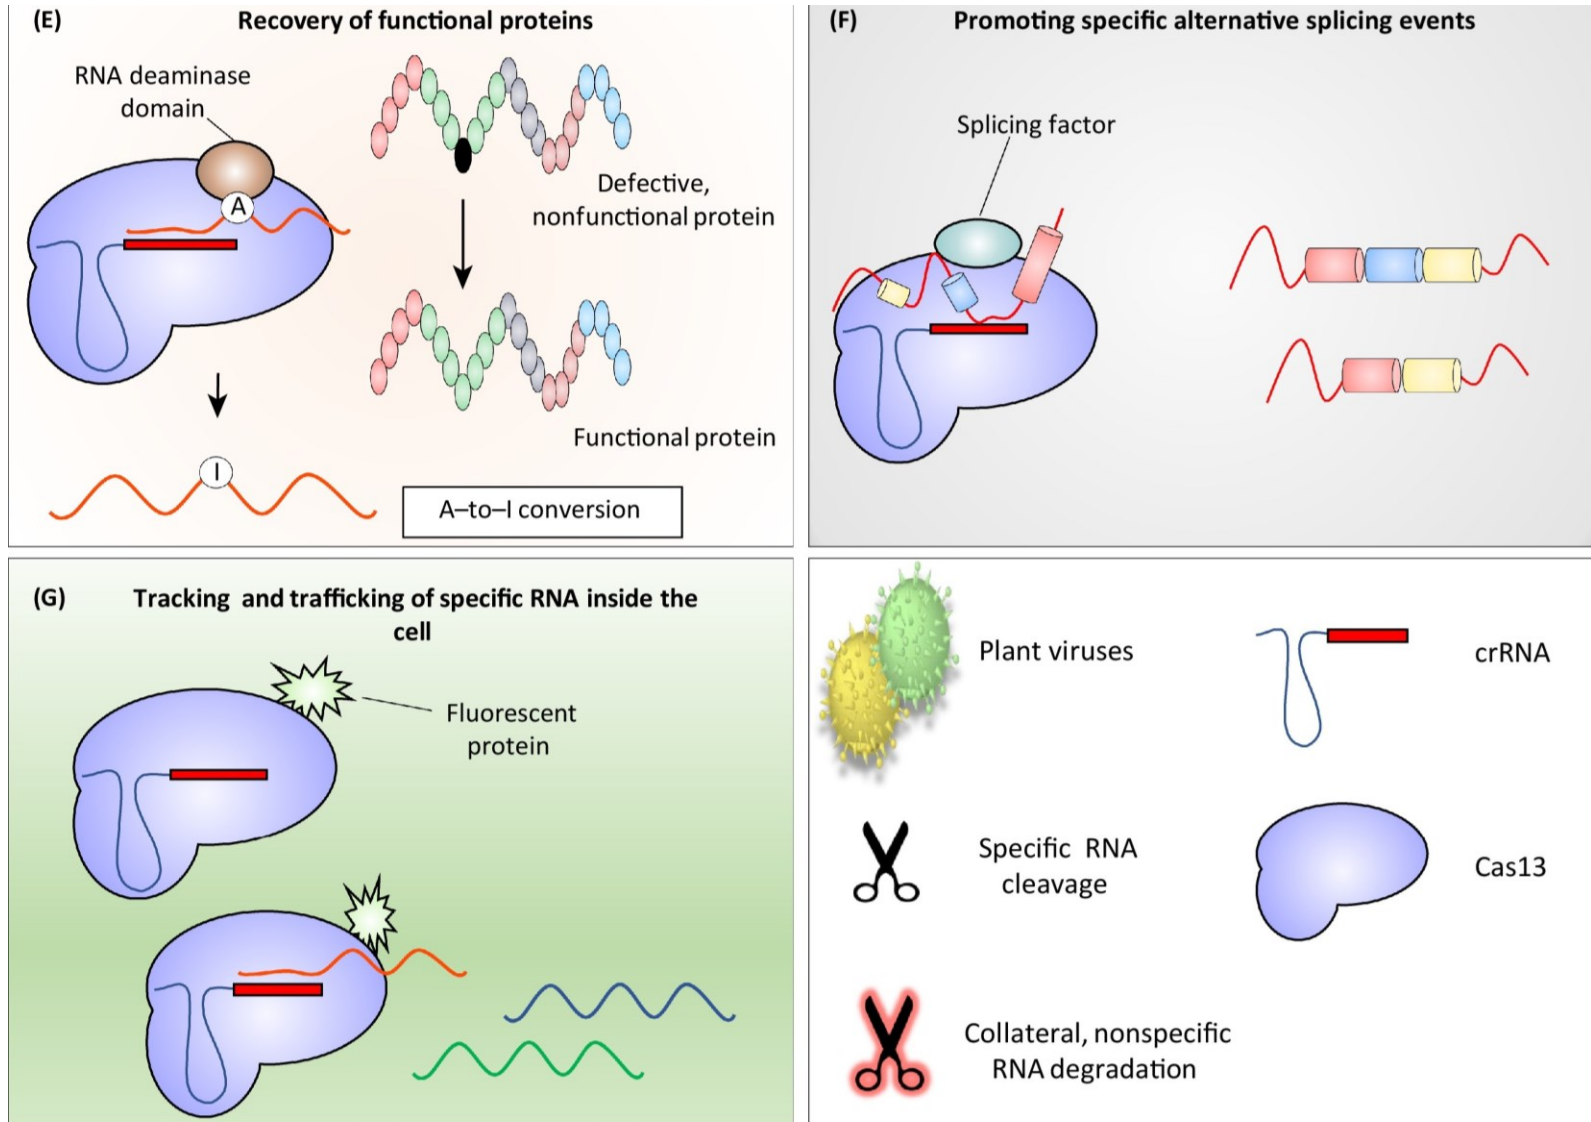 (E) Recovery of functional proteins
RNA deaminase
domain
A
Defective,
nonfunctional protein
Functional protein
I
A–to–I conversion
(F) Promoting specific alternative splicing events
Splicing factor
(G) Tracking and trafficking of specific RNA inside the
cell
Fluorescent
protein
Plant viruses
crRNA
Specific RNA
cleavage
Cas13
Collateral, nonspecific
RNA degradation